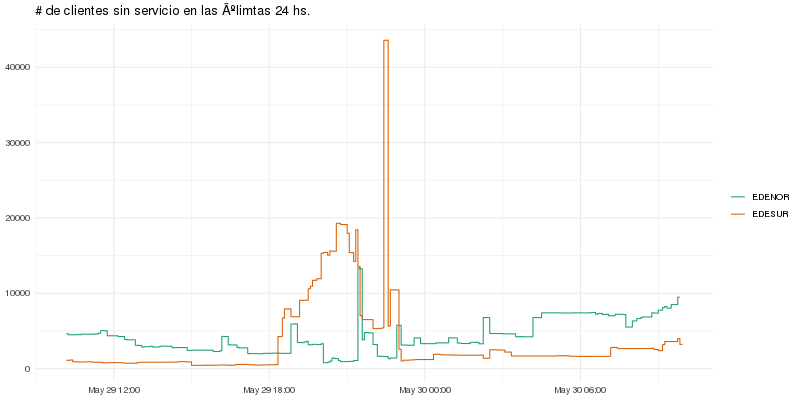 # de clientes sin servicio en las Ãºlimtas 24 hs.
40000
30000
20000
10000
0
May 29 12:00
May 29 18:00
May 30 00:00
May 30 06:00
EDENOR
EDESUR